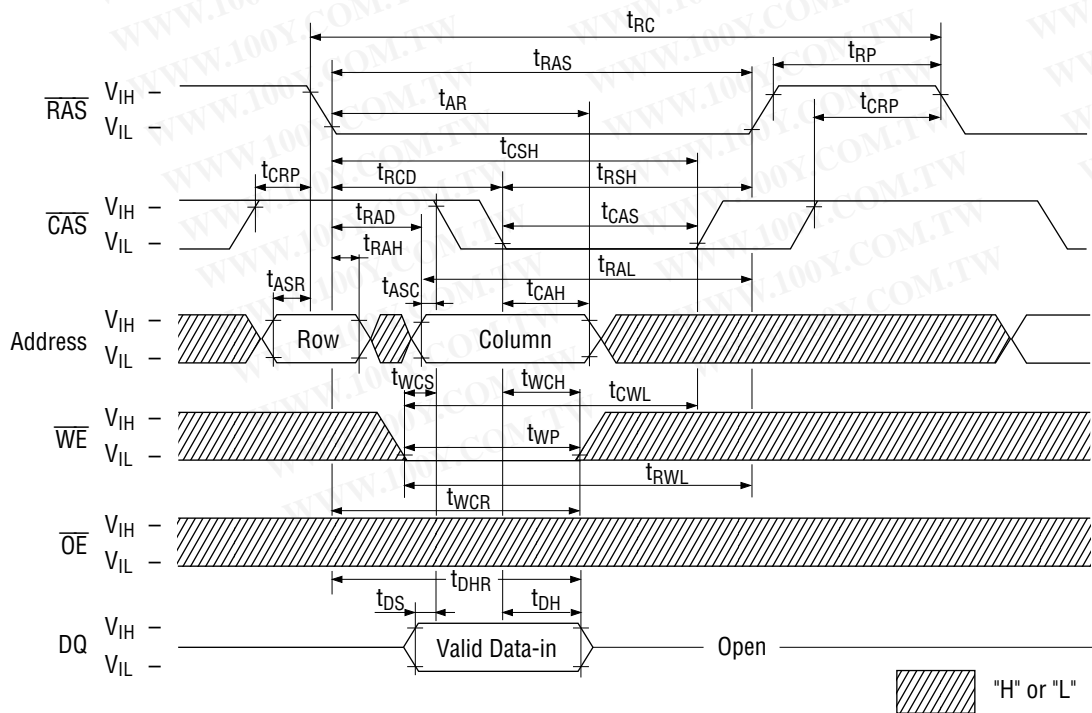 tRC
tRAS
tRP
RAS
VIH –
VIL –
tAR
tCRP
tCSH
tCRP
tRCD
tRSH
CAS
VIH –
VIL –
tRAD
tCAS
tRAH
tRAL
tASR
tASC
tCAH
Address
VIH –
VIL –
Row
Column
tWCS
tWCH
tCWL
WE
VIH –
VIL –
tWP
tRWL
tWCR
OE
VIH –
VIL –
tDHR
tDS
tDH
DQ
VIH –
VIL –
Valid Data-in
Open
"H" or "L"
WWW.100Y.COM.TW